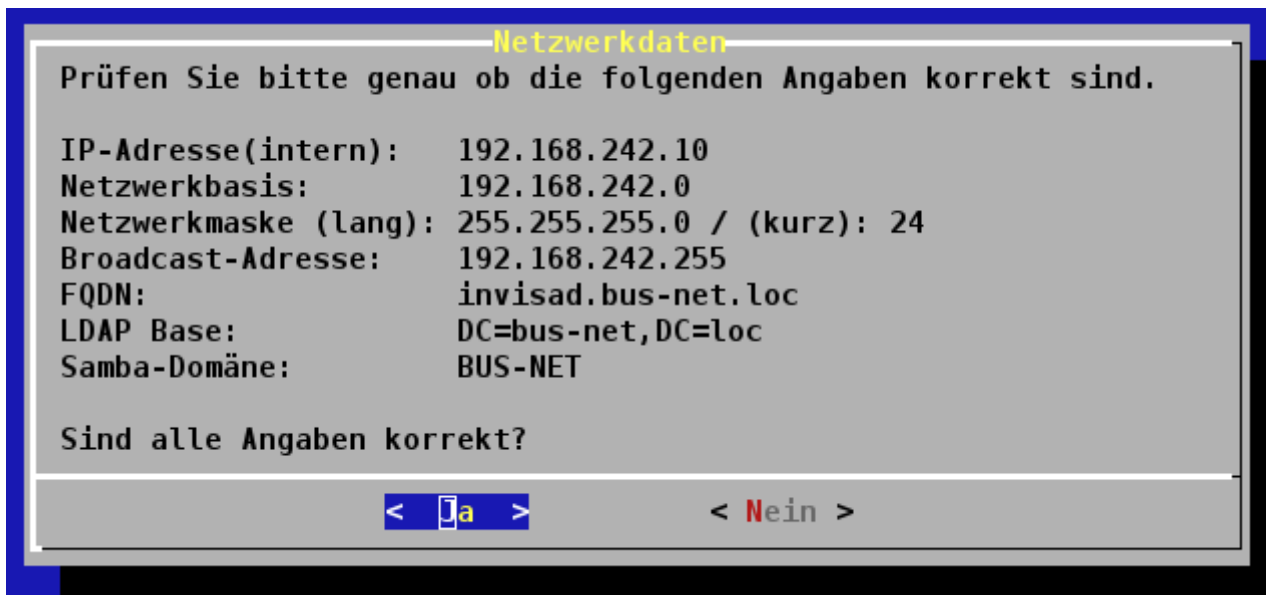 Netzwerkdaten
Prüfen Sie bitte genau ob die folgenden Angaben korrekt sind.
IP-Adresse(intern): 192.168.242.10
Netzwerkbasis: 192.168.242.0
Netzwerkmaske (lang): 255.255.255.0 / (kurz): 24
Broadcast-Adresse: 192.168.242.255
FQDN: invisad.bus-net.loc
LDAP Base: DC=bus-net,DC=loc
Samba-Domäne: BUS-NET
Sind alle Angaben korrekt?
< Ja > < Nein >